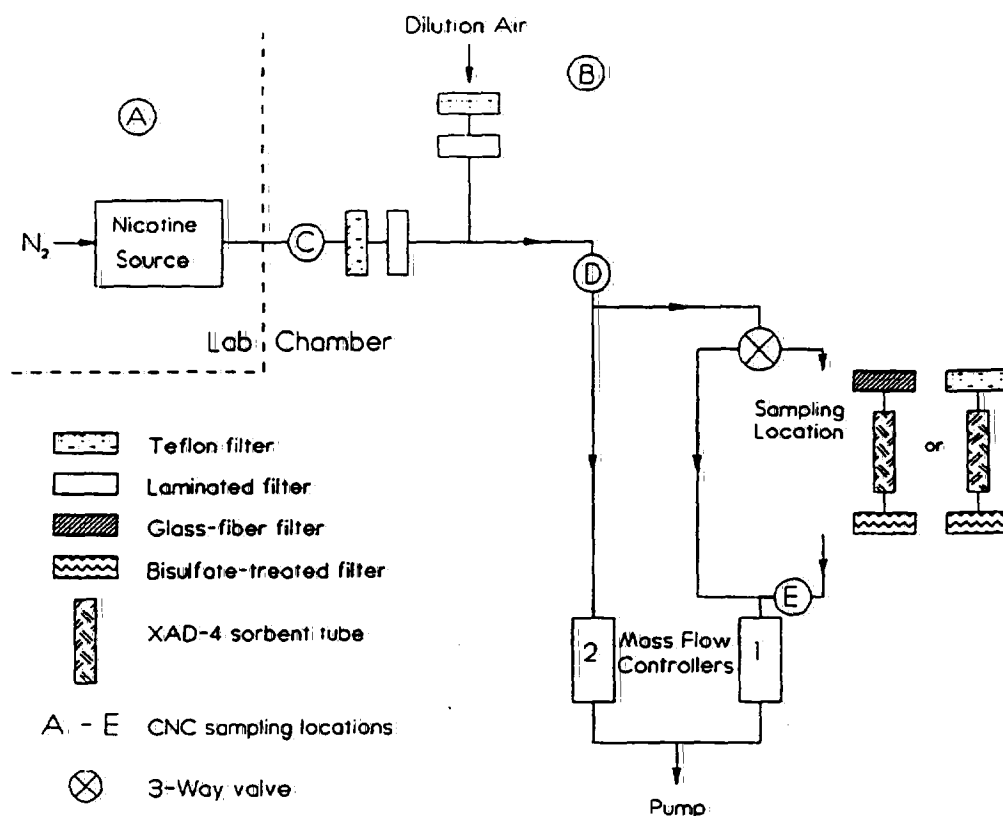 Dilution Air
B
A
N2
Nicotine
Source
C
D
Lab Chamber
Sampling
Location
or
Teflon filter
Laminated filter
Glass-fiber filter
Bisulfate-treated filter
XAD-4 sorbent tube
E
2
Mass Flow
Controllers
1
A - E CNC sampling locations
3-Way valve
Pump